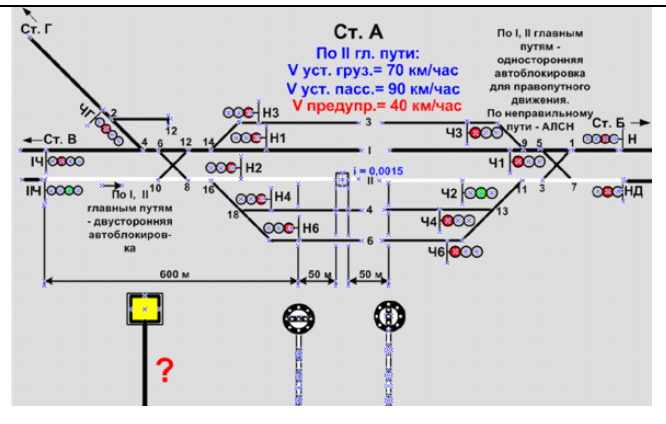 Ст. Г
Ст. А
По II гл. пути:
V уст. груз.= 70 км/час
V уст. пасс.= 90 км/час
V предупр.= 40 км/час
По I, II главным
путям -
односторонняя
автоблокировка
для правопутного
движения.
По неправильному
пути - АЛСН
Ст. Б
ЧГ
2
12
Н3
3
Ч3
Н
Ст. В
4
6
12
14
Н1
I
Ч1
9
5
1
IЧ
Н2
i = 0,0015
II
IIЧ
10
8
16
Ч2
11
3
7
НД
По I, II
главным путям
- двусторонняя
автоблокиров-
ка
18
Н4
4
Ч4
13
Н6
6
Ч6
600 м
50 м
50 м
?